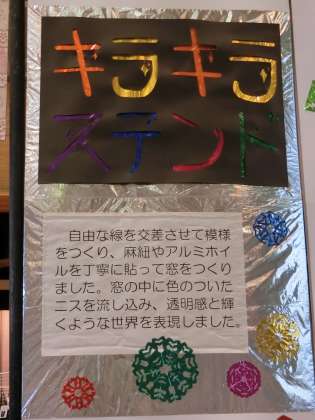 キラキラ
ステンド
自由な線を交差させて模様
をつくり、麻紐やアルミホイ
ルを丁寧に貼って窓をつくり
ました。窓の中に色のついた
ニスを流し込み、透明感と輝
くような世界を表現しました。